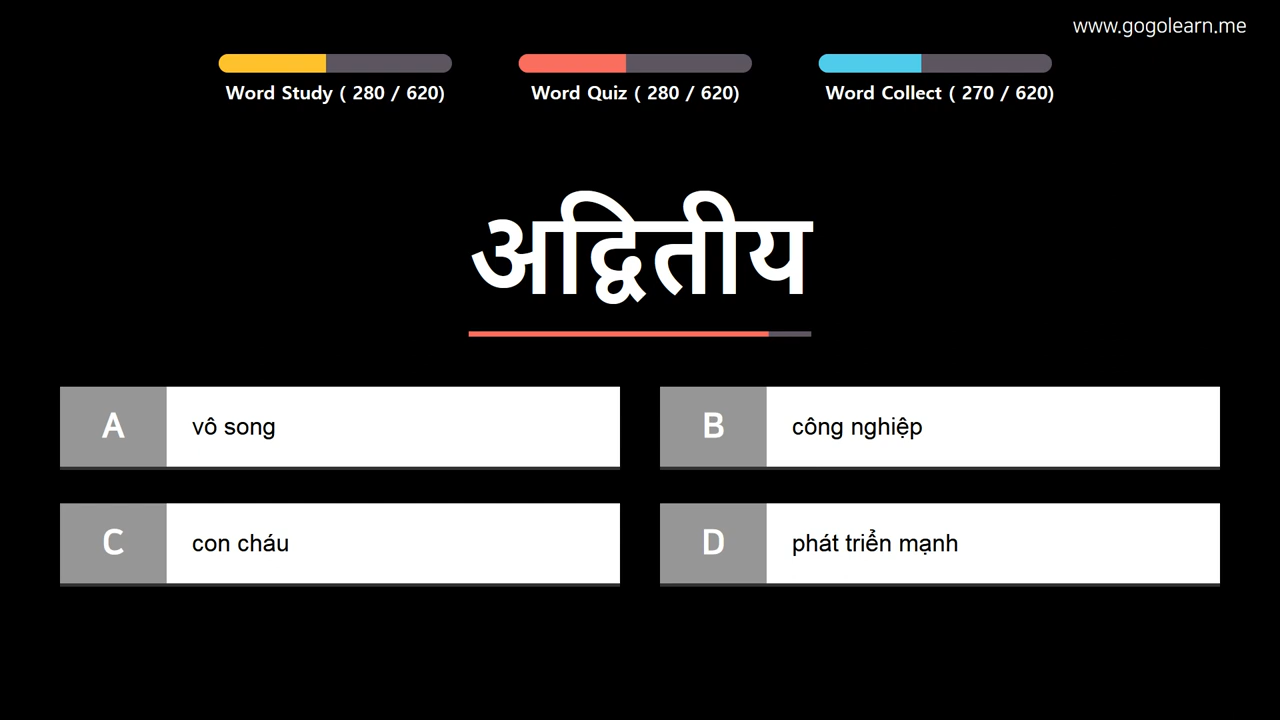 www.gogolearn.me
Word Study ( 280 / 620)
Word Quiz ( 280 / 620)
Word Collect ( 270 / 620)
अद्वितीय
A vô song
B công nghiệp
C con cháu
D phát triển mạnh